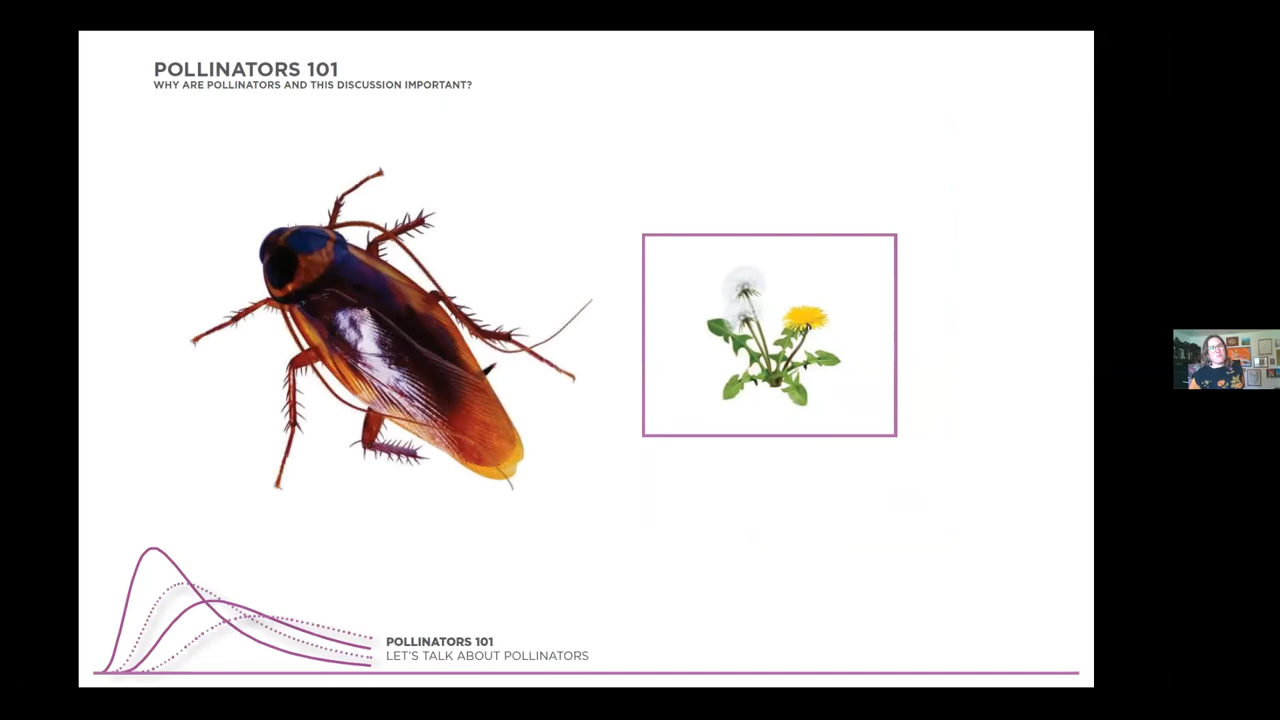 POLLINATORS 101
WHY ARE POLLINATORS AND THIS DISCUSSION IMPORTANT?
POLLINATORS 101
LET'S TALK ABOUT POLLINATORS